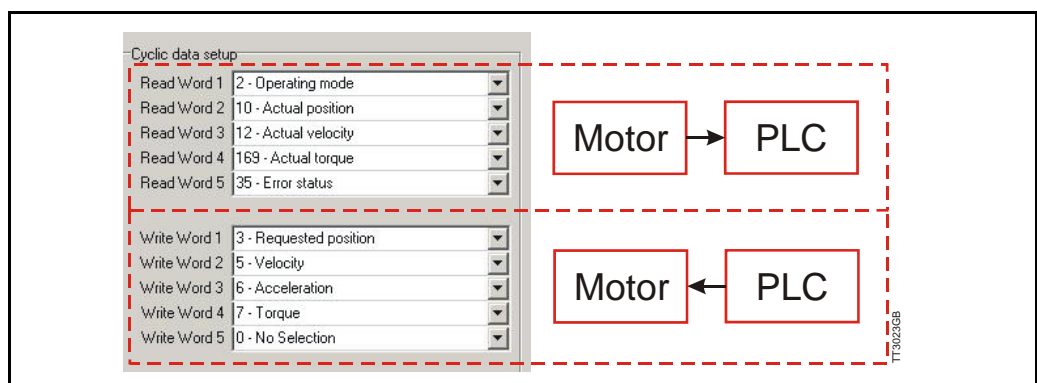 Cyclic data setup
Read Word 1 2 - Operating mode
Read Word 2 10 - Actual position
Read Word 3 12 - Actual velocity
Read Word 4 169 - Actual torque
Read Word 5 35 - Error status
Motor PLC
Write Word 1 3 - Requested position
Write Word 2 5 - Velocity
Write Word 3 6 - Acceleration
Write Word 4 7 - Torque
Write Word 5 0 - No Selection
Motor PLC
TT3023GB